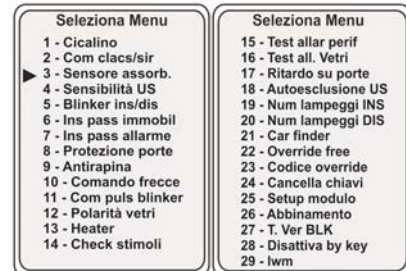 Seleziona Menu
1 - Cicalino
2 - Com clacs/sir
3 - Sensore assorb.
4 - Sensibilità US
5 - Blinker ins/dis
6 - Ins pass immobil
7 - Ins pass allarme
8 - Protezione porte
9 - Antirapina
10 - Comando frecce
11 - Com puls blinker
12 - Polarità vetri
13 - Heater
14 - Check stimoli
Seleziona Menu
15 - Test allar perif
16 - Test all. Vetri
17 - Ritardo su porte
18 - Autoesclusione US
19 - Num lampeggi INS
20 - Num lampeggi DIS
21 - Car finder
22 - Override free
23 - Codice override
24 - Cancella chiavi
25 - Setup modulo
26 - Abbinamento
27 - T. Ver BLK
28 - Disattiva by key
29 - Iwm